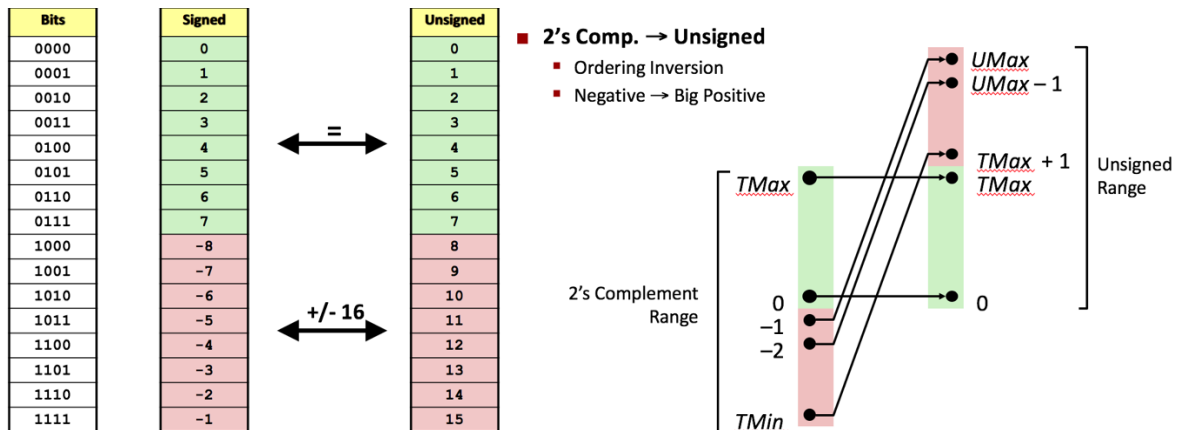 Bits Signed Unsigned
0000 0 0
0001 1 1
0010 2 2
0011 3 3
0100 4 4
0101 5 5
0110 6 6
0111 7 7
1000 -8 8
1001 -7 9
1010 -6 10
1011 -5 11
1100 -4 12
1101 -3 13
1110 -2 14
1111 -1 15
=
+/- 16
■ 2's Comp. → Unsigned
▪ Ordering Inversion
▪ Negative → Big Positive
UMax
UMax – 1
TMax + 1
TMax
0
Unsigned
Range
TMax
0
–1
–2
TMin
2's Complement
Range